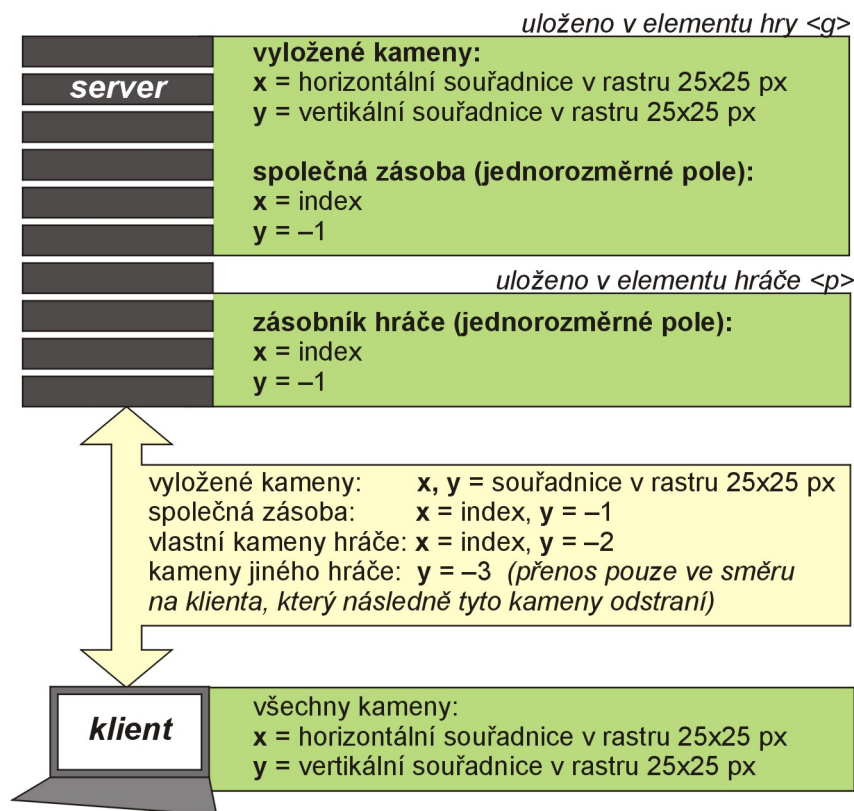 uloženo v elementu hry <g>
server
vyložené kameny:
x = horizontální souřadnice v rastru 25x25 px
y = vertikální souřadnice v rastru 25x25 px
společná zásoba (jednorozměrné pole):
x = index
y = –1
uloženo v elementu hráče <p>
zásobník hráče (jednorozměrné pole):
x = index
y = –1
vyložené kameny: x, y = souřadnice v rastru 25x25 px
společná zásoba: x = index, y = –1
vlastní kameny hráče: x = index, y = –2
kameny jiného hráče: y = –3 (přenos pouze ve směru
na klienta, který následně tyto kameny odstraní)
klient
všechny kameny:
x = horizontální souřadnice v rastru 25x25 px
y = vertikální souřadnice v rastru 25x25 px